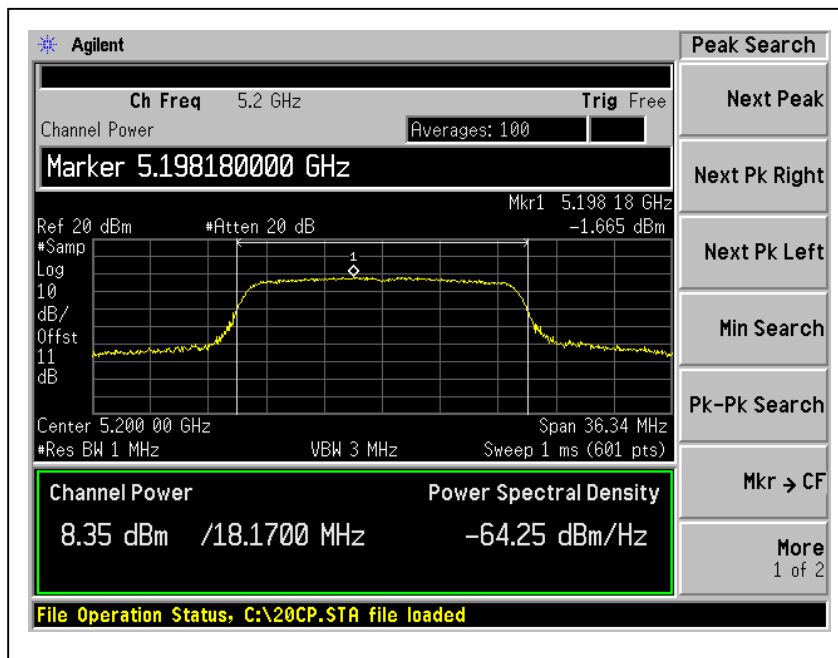 Agilent
Peak Search
Ch Freq 5.2 GHz Trig Free
Channel Power Averages: 100
Marker 5.198180000 GHz
Mkr1 5.198 18 GHz
Ref 20 dBm #Atten 20 dB -1.665 dBm
#Samp
Log
10
dB/
Offst
11
dB
1
Center 5.200 00 GHz Span 36.34 MHz
#Res BW 1 MHz VBW 3 MHz Sweep 1 ms (601 pts)
Channel Power Power Spectral Density
8.35 dBm /18.1700 MHz -64.25 dBm/Hz
File Operation Status, C:\20CP.STA file loaded
Next Peak
Next Pk Right
Next Pk Left
Min Search
Pk-Pk Search
Mkr → CF
More
1 of 2